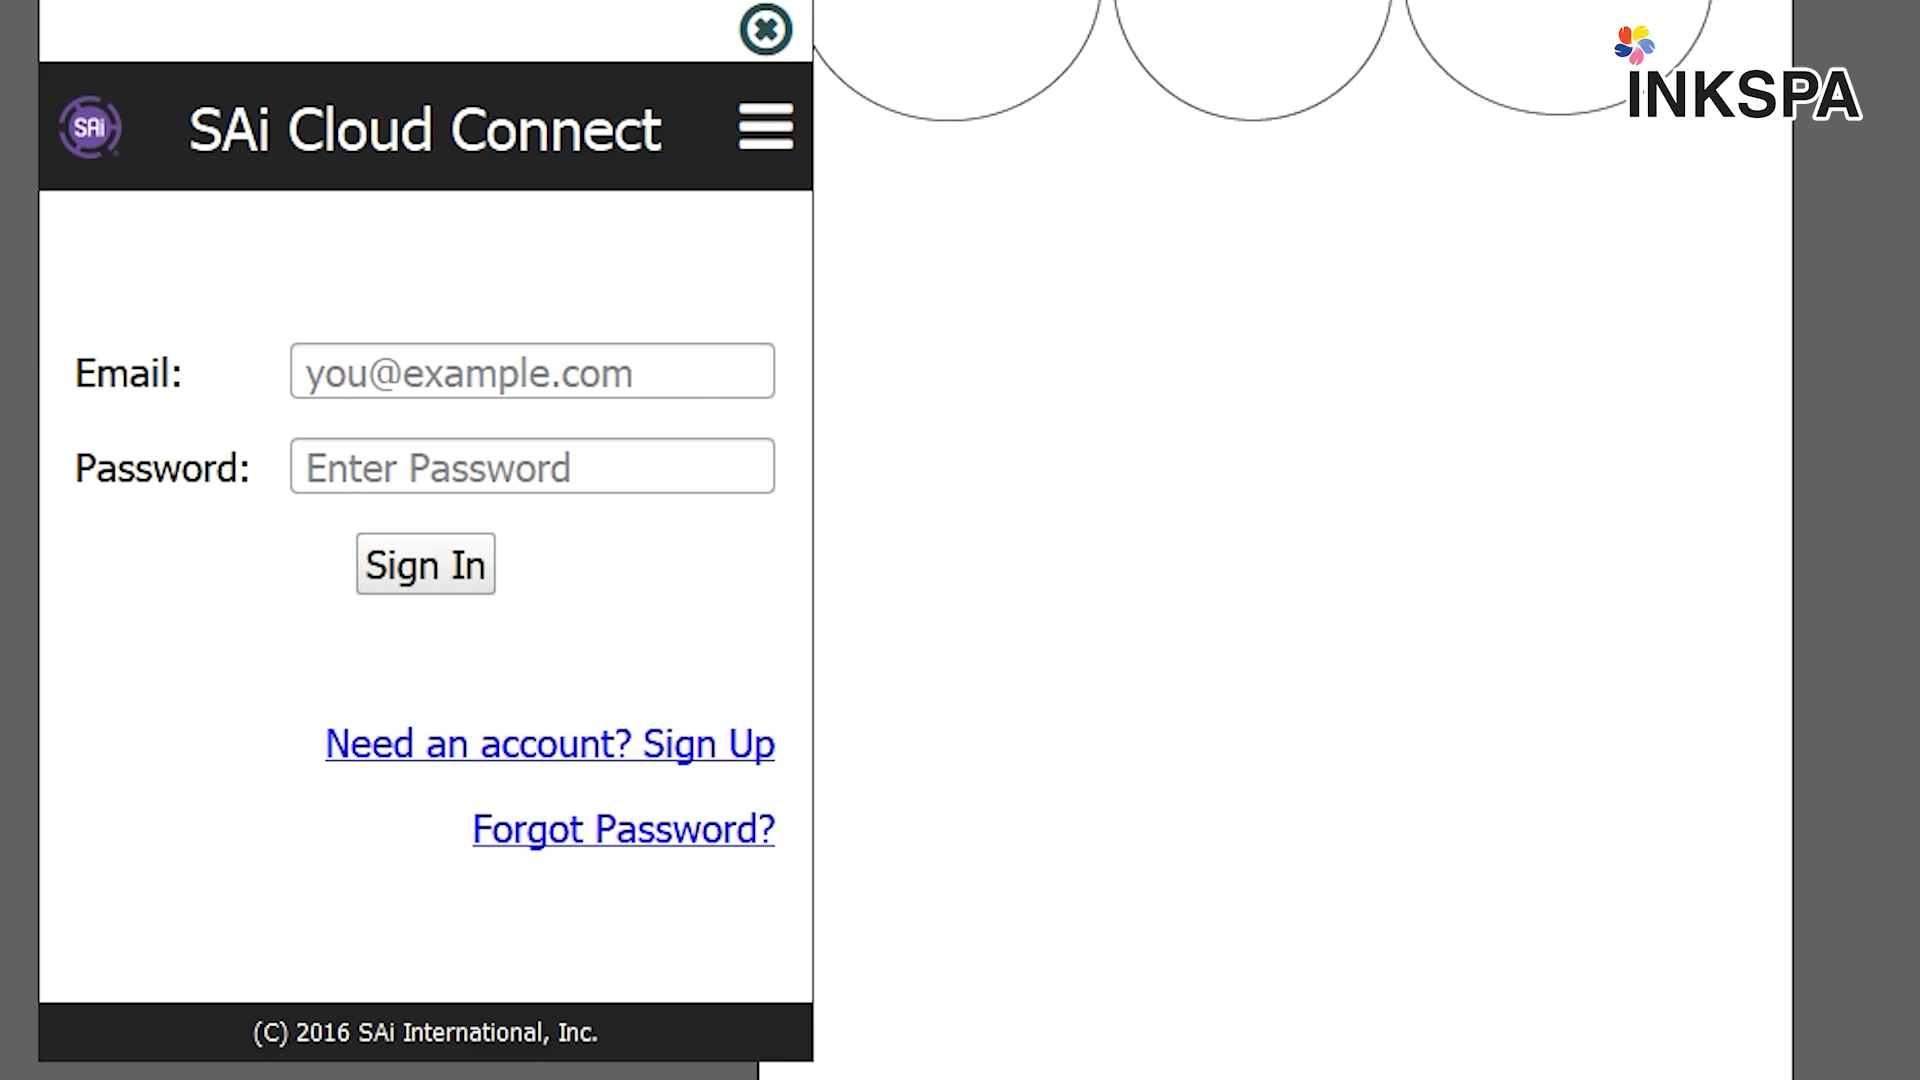 INKSPA
SAi
SAi Cloud Connect
Email:
you@example.com
Password:
Enter Password
Sign In
Need an account? Sign Up
Forgot Password?
(C) 2016 SAi International, Inc.